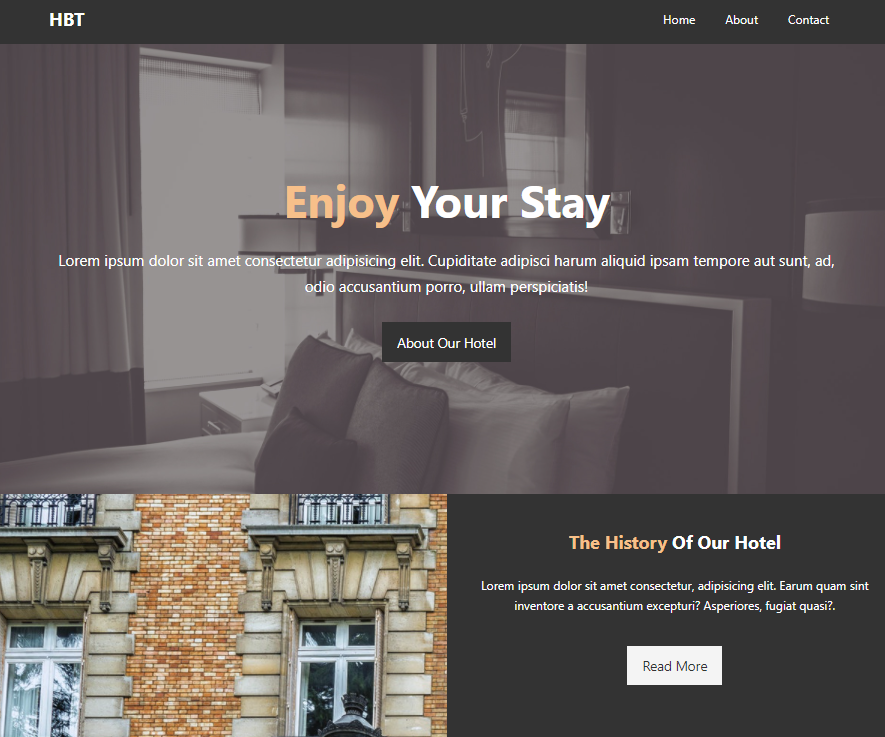 HBT
Home About Contact
Enjoy Your Stay
Lorem ipsum dolor sit amet consectetur adipisicing elit. Cupiditate adipisci harum aliquid ipsam tempore aut sunt, ad,
odio accusantium porro, ullam perspiciatis!
About Our Hotel
The History Of Our Hotel
Lorem ipsum dolor sit amet consectetur, adipisicing elit. Earum quam sint
inventore a accusantium excepturi? Asperiores, fugiat quasi?.
Read More